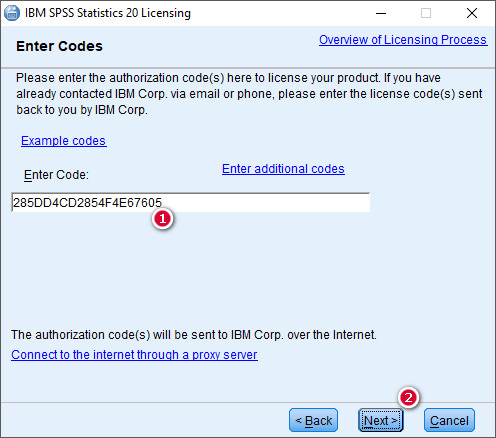 IBM SPSS Statistics 20 Licensing
Enter Codes
Overview of Licensing Process
Please enter the authorization code(s) here to license your product. If you have
already contacted IBM Corp. via email or phone, please enter the license code(s) sent
back to you by IBM Corp.
Example codes
Enter additional codes
Enter Code:
285DD4CD2854F4E67605
1
The authorization code(s) will be sent to IBM Corp. over the Internet.
Connect to the internet through a proxy server
2
< Back
Next >
Cancel